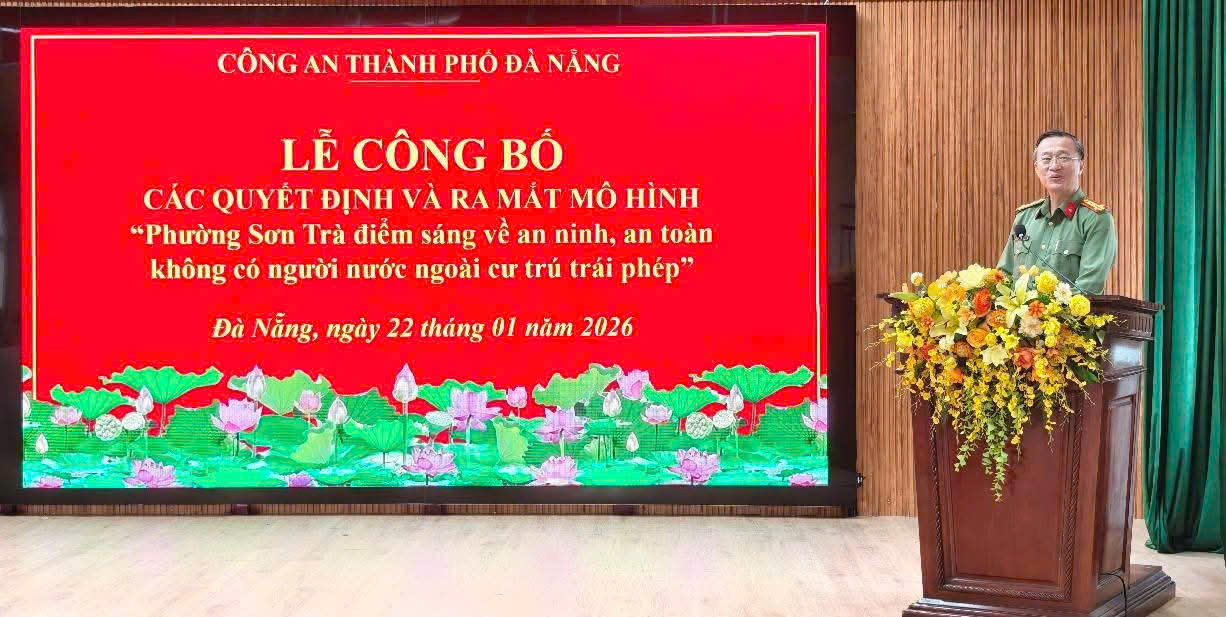 CÔNG AN THÀNH PHỐ ĐÀ NẴNG
LỄ CÔNG BỐ
CÁC QUYẾT ĐỊNH VÀ RA MẮT MÔ HÌNH
“Phường Sơn Trà điểm sáng về an ninh, an toàn
không có người nước ngoài cư trú trái phép”
Đà Nẵng, ngày 22 tháng 01 năm 2026